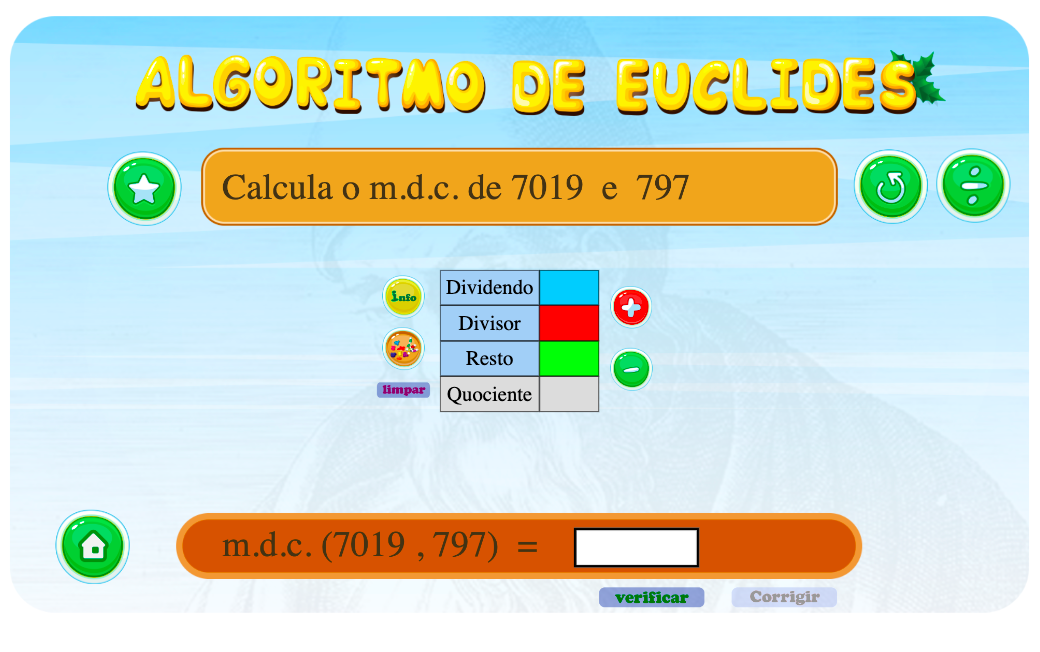 ALGORITMO DE EUCLIDES
Calcula o m.d.c. de 7019 e 797
info
limpar
Dividendo
Divisor
Resto
Quociente
m.d.c. (7019 , 797) =
verificar
Corrigir